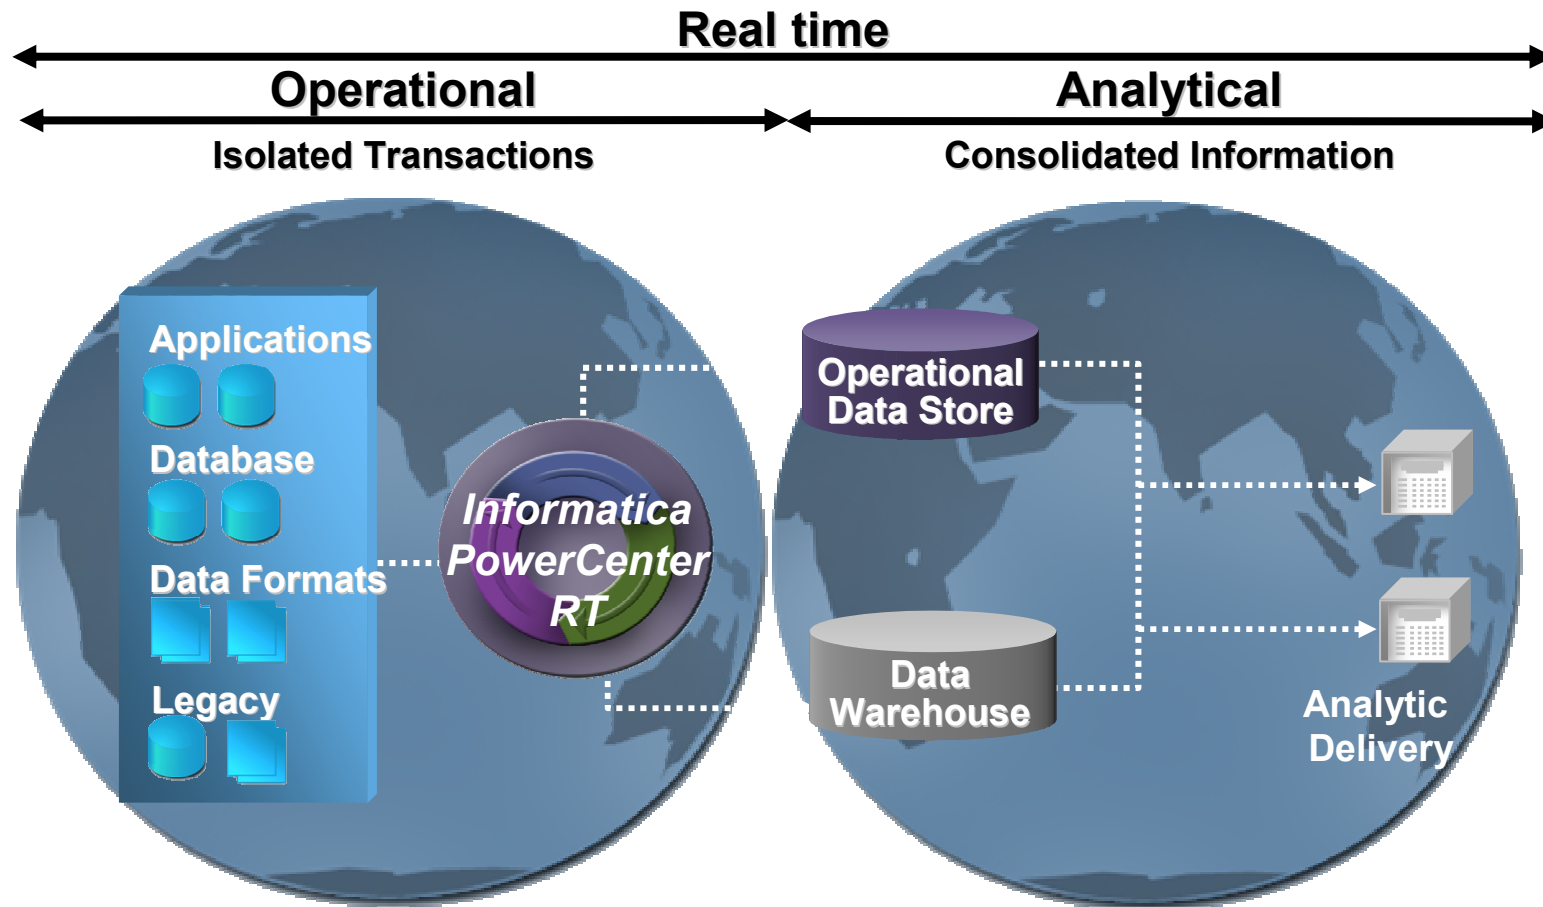 Real time
Operational
Analytical
Isolated Transactions
Consolidated Information
Applications
Database
Data Formats
Legacy
Informatica
PowerCenter
RT
Operational
Data Store
Data
Warehouse
Analytic
Delivery